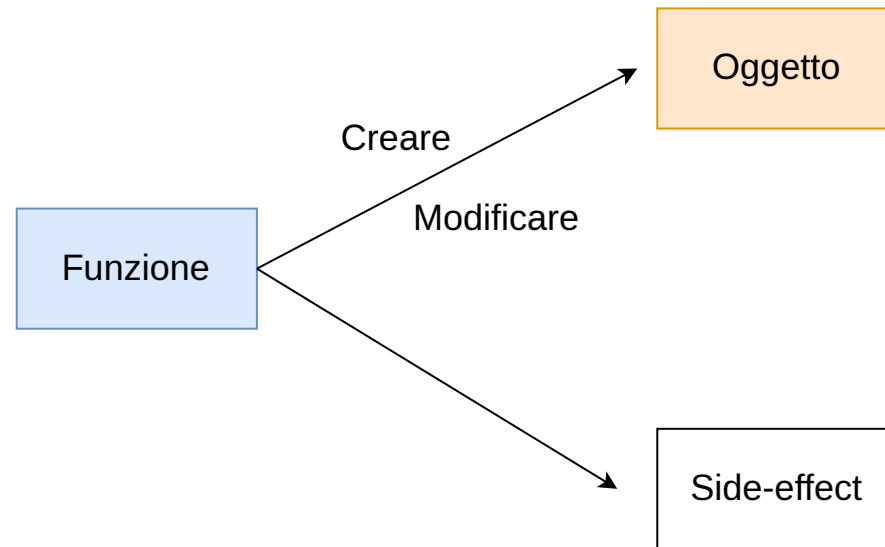 Oggetto
Creare
Modificare
Funzione
Side-effect